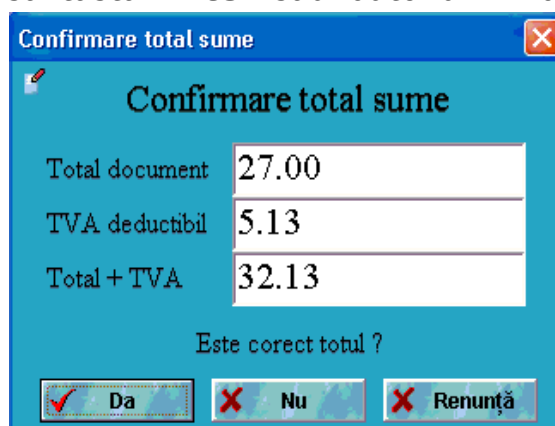 Confirmare total sume
Confirmare total sume
Total document 27.00
TVA deductibil 5.13
Total + TVA 32.13
Este corect totul ?
Da Nu Renunță